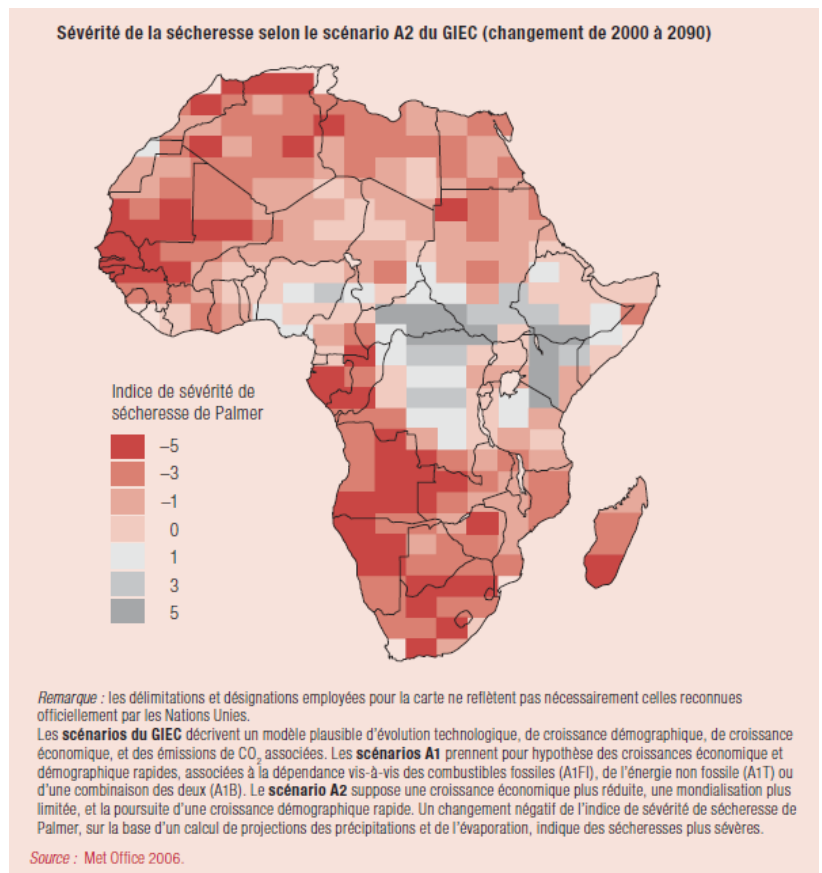 Sévérité de la sécheresse selon le scénario A2 du GIEC (changement de 2000 à 2090)
Indice de sévérité de
sécheresse de Palmer
–5
–3
–1
0
1
3
5
Remarque : les délimitations et désignations employées pour la carte ne reflètent pas nécessairement celles reconnues
officiellement par les Nations Unies.
Les scénarios du GIEC décrivent un modèle plausible d’évolution technologique, de croissance démographique, de croissance
économique, et des émissions de CO₂ associées. Les scénarios A1 prennent pour hypothèse des croissances économique et
démographique rapides, associées à la dépendance vis-à-vis des combustibles fossiles (A1FI), de l’énergie non fossile (A1T) ou
d’une combinaison des deux (A1B). Le scénario A2 suppose une croissance économique plus réduite, une mondialisation plus
limitée, et la poursuite d’une croissance démographique rapide. Un changement négatif de l’indice de sévérité de sécheresse de
Palmer, sur la base d’un calcul de projections des précipitations et de l’évaporation, indique des sécheresses plus sévères.
Source : Met Office 2006.